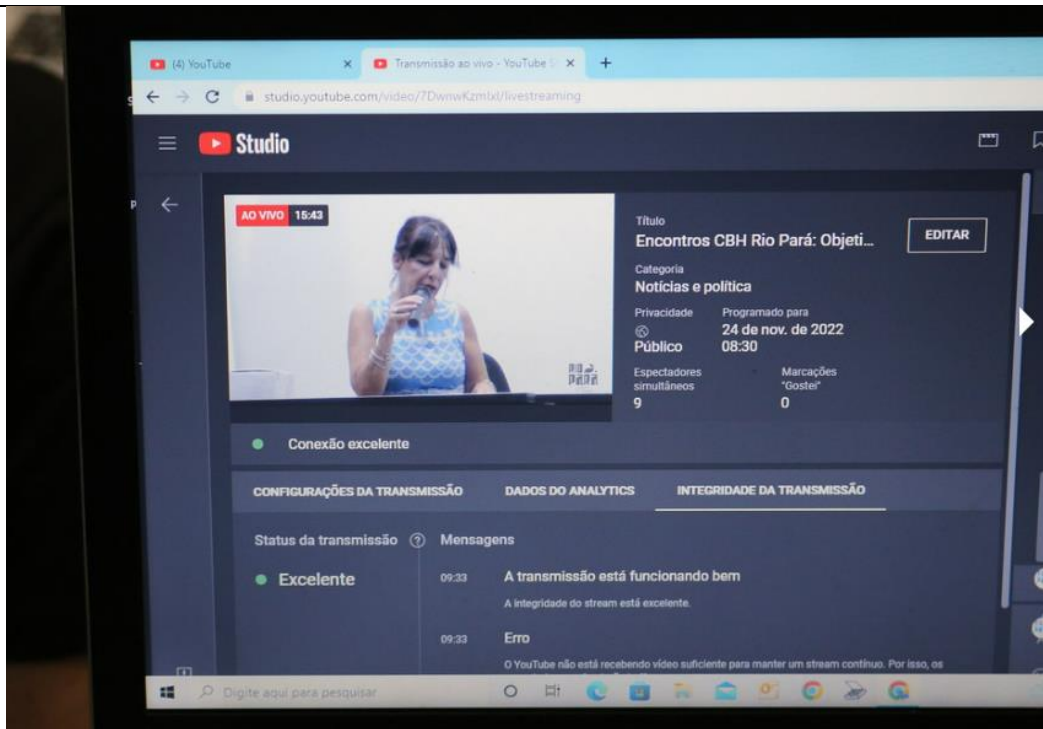 (4) YouTube
Transmissão ao vivo - YouTube S
studio.youtube.com/video/7DwnwKzmlxI/livestreaming
Studio
AO VIVO 15:43
Título
Encontros CBH Rio Pará: Objeti...
EDITAR
Categoria
Notícias e política
Privacidade Programado para
Público 24 de nov. de 2022
08:30
Espectadores simultâneos
9
Marcações "Gostei"
0
Conexão excelente
CONFIGURAÇÕES DA TRANSMISSÃO DADOS DO ANALYTICS INTEGRIDADE DA TRANSMISSÃO
Status da transmissão Mensagens
Excelente
09:33 A transmissão está funcionando bem
A integridade do stream está excelente.
09:33 Erro
O YouTube não está recebendo vídeo suficiente para manter um stream contínuo. Por isso, os
Digite aqui para pesquisar